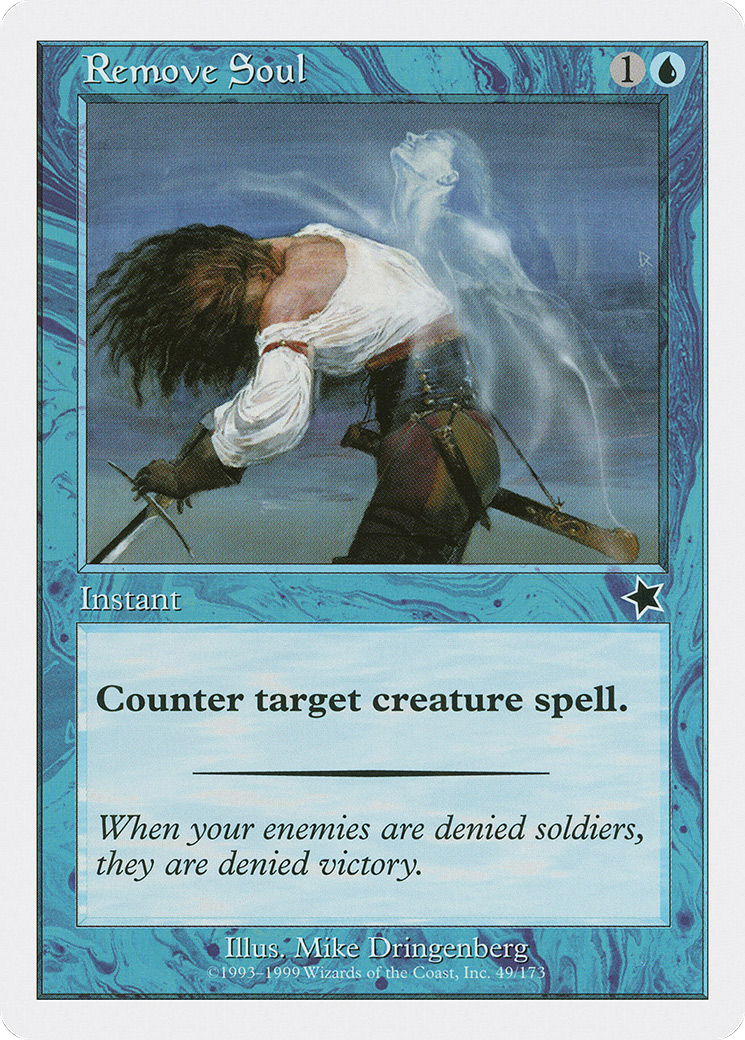 Remove Soul 1
Instant
Counter target creature spell.
When your enemies are denied soldiers,
they are denied victory.
Illus. Mike Dringenberg
©1993–1999 Wizards of the Coast, Inc. 49/173